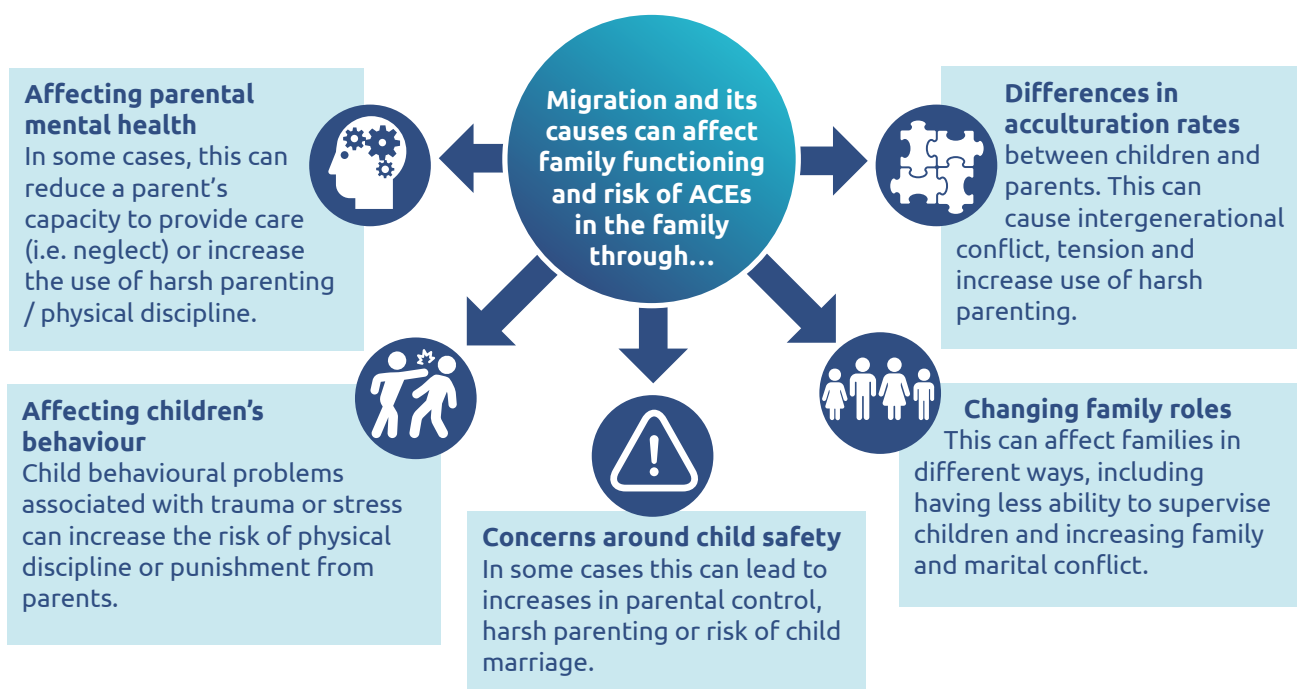 Migration and its
causes can affect
family functioning
and risk of ACEs
in the family
through…
Affecting parental
mental health
In some cases, this can
reduce a parent’s
capacity to provide care
(i.e. neglect) or increase
the use of harsh parenting
/ physical discipline.
Affecting children’s
behaviour
Child behavioural problems
associated with trauma or stress
can increase the risk of physical
discipline or punishment from
parents.
Concerns around child safety
In some cases this can lead to
increases in parental control,
harsh parenting or risk of child
marriage.
Changing family roles
This can affect families in
different ways, including
having less ability to supervise
children and increasing family
and marital conflict.
Differences in
acculturation rates
between children and
parents. This can
cause intergenerational
conflict, tension and
increase use of harsh
parenting.